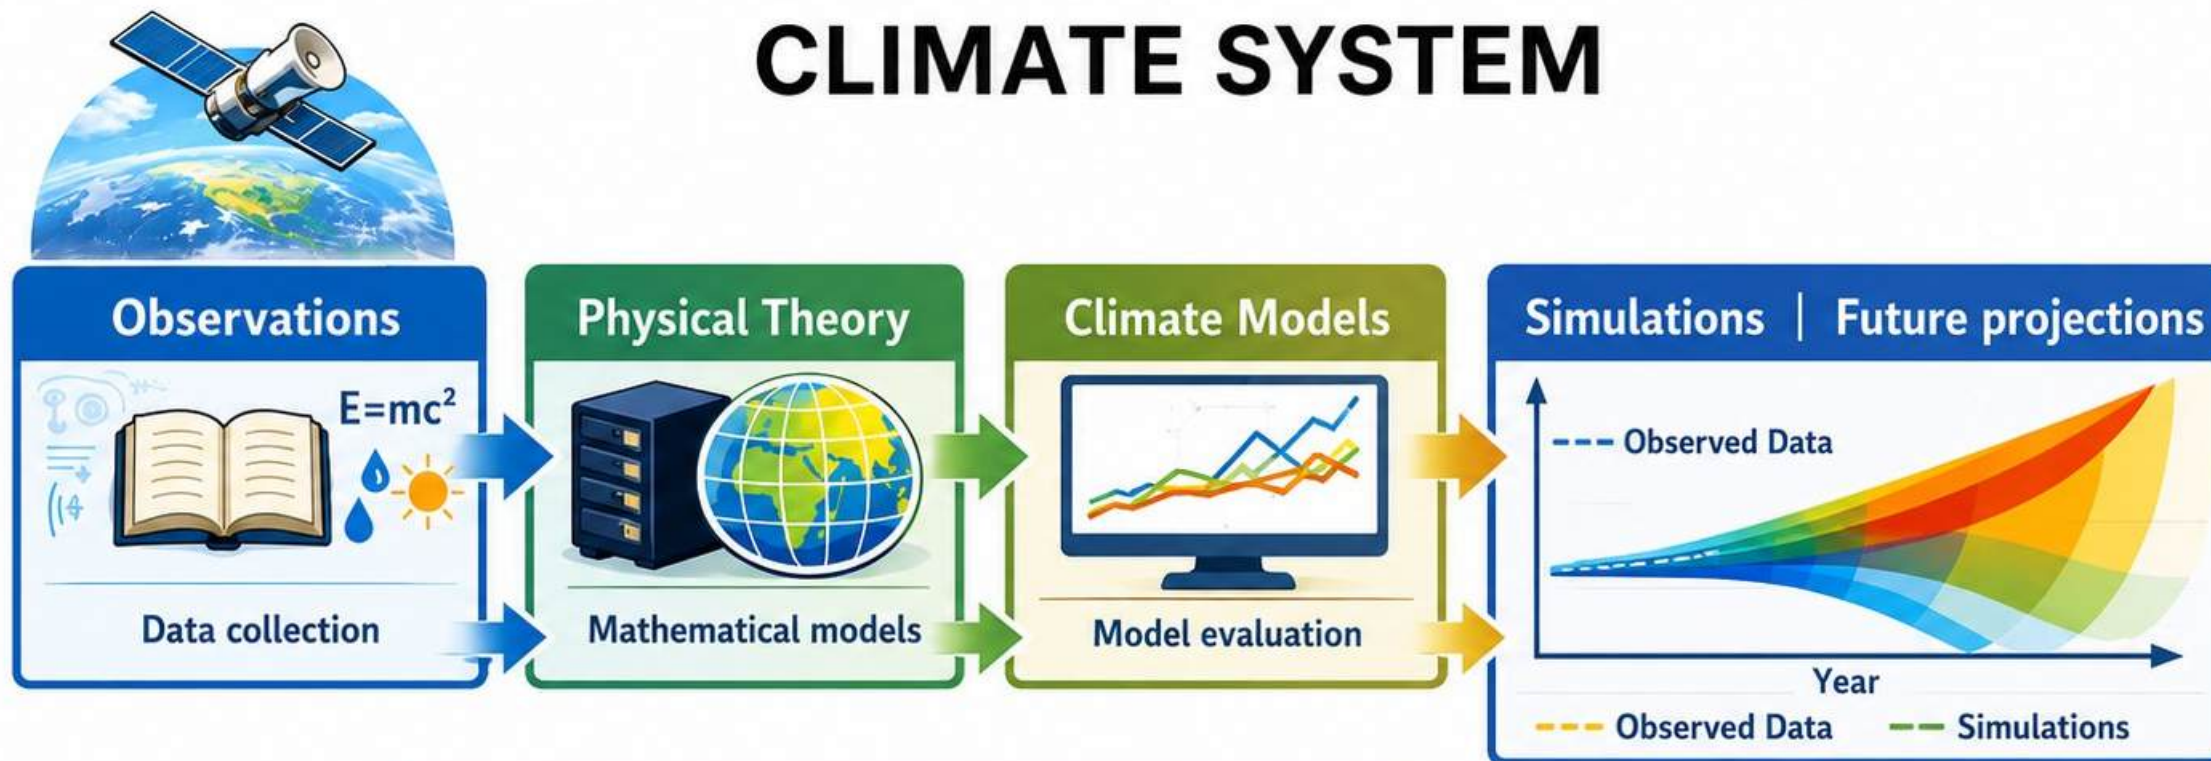 CLIMATE SYSTEM
Observations
E=mc²
Data collection
Physical Theory
Mathematical models
Climate Models
Model evaluation
Simulations | Future projections
Observed Data
Year
Observed Data
Simulations